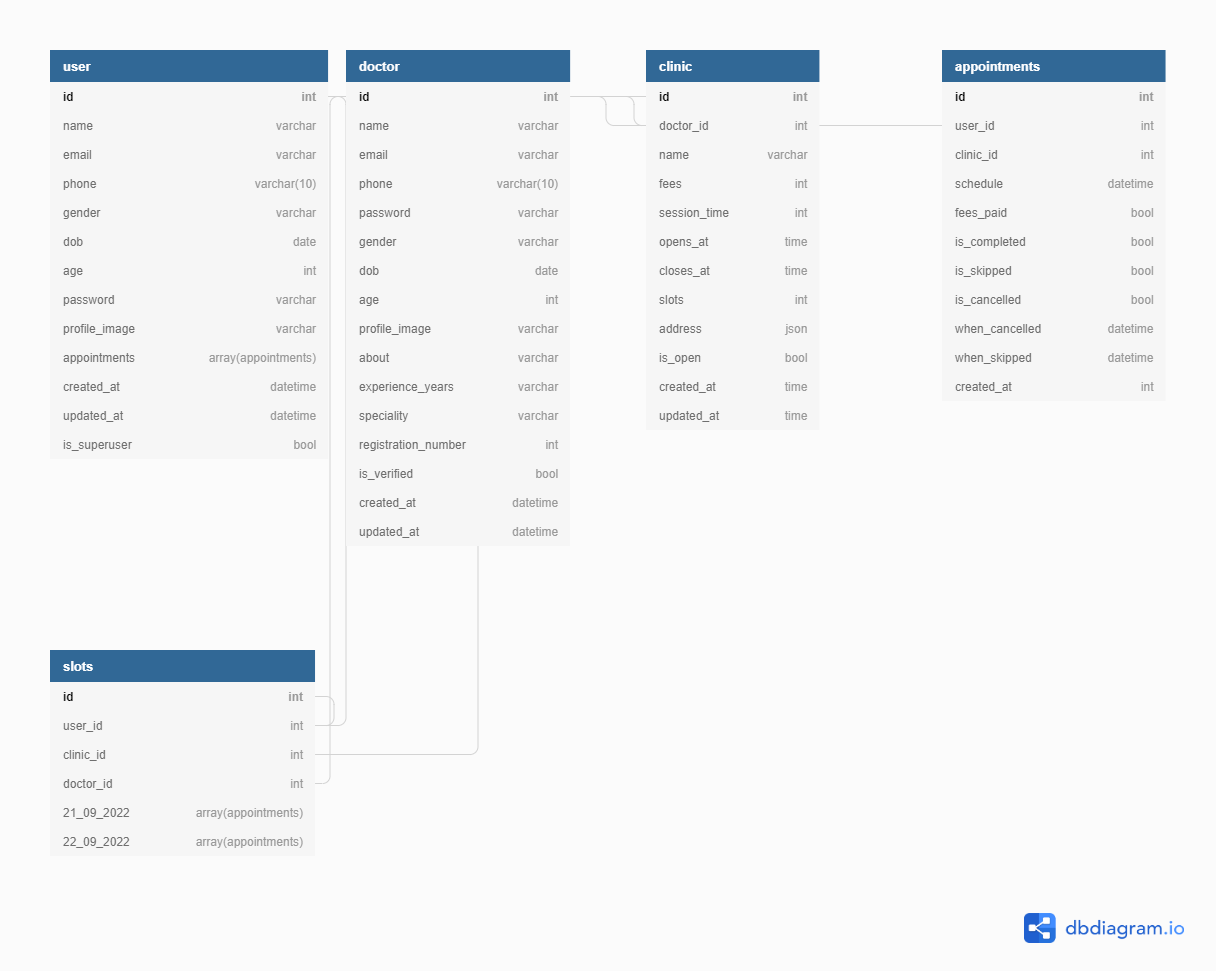 user
id int
name varchar
email varchar
phone varchar(10)
gender varchar
dob date
age int
password varchar
profile_image varchar
appointments array(appointments)
created_at datetime
updated_at datetime
is_superuser bool
doctor
id int
name varchar
email varchar
phone varchar(10)
password varchar
gender varchar
dob date
age int
profile_image varchar
about varchar
experience_years varchar
speciality varchar
registration_number int
is_verified bool
created_at datetime
updated_at datetime
clinic
id int
doctor_id int
name varchar
fees int
session_time int
opens_at time
closes_at time
slots int
address json
is_open bool
created_at time
updated_at time
appointments
id int
user_id int
clinic_id int
schedule datetime
fees_paid bool
is_completed bool
is_skipped bool
is_cancelled bool
when_cancelled datetime
when_skipped datetime
created_at int
slots
id int
user_id int
clinic_id int
doctor_id int
21_09_2022 array(appointments)
22_09_2022 array(appointments)
dbdiagram.io